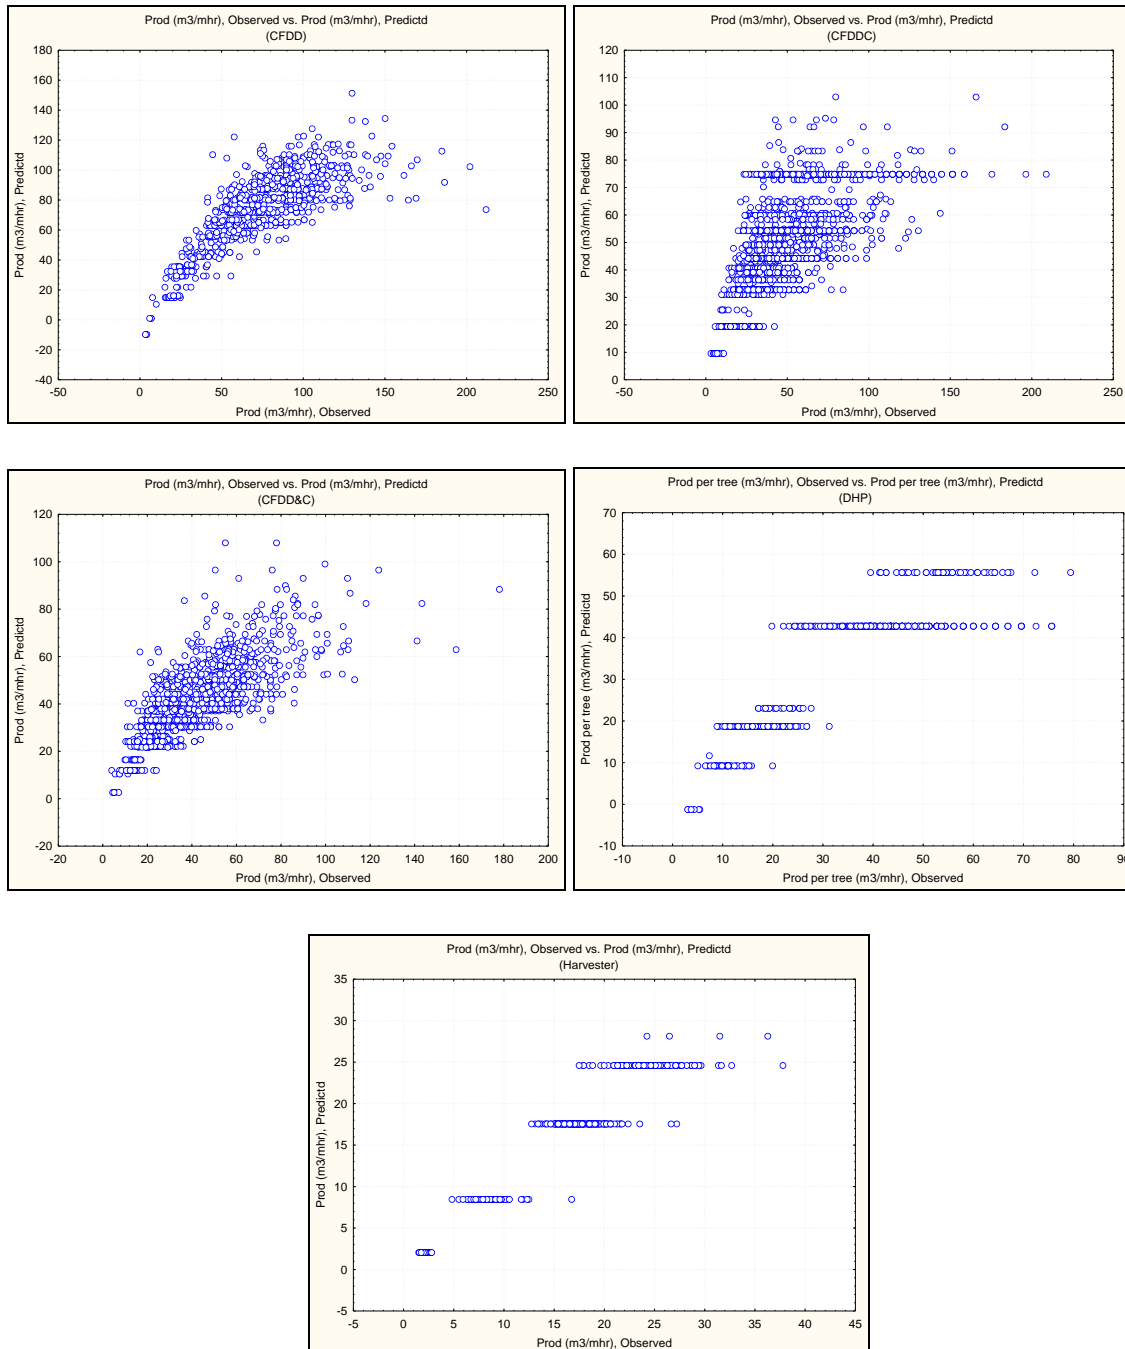 Prod (m3/mhr), Observed vs. Prod (m3/mhr), Predictd
(CFDD)
180
160
140
120
100
80
60
40
20
0
-20
-40
Prod (m3/mhr), Predictd
-50 0 50 100 150 200 250
Prod (m3/mhr), Observed
Prod (m3/mhr), Observed vs. Prod (m3/mhr), Predictd
(CFDDC)
120
110
100
90
80
70
60
50
40
30
20
10
0
Prod (m3/mhr), Predictd
-50 0 50 100 150 200 250
Prod (m3/mhr), Observed
Prod (m3/mhr), Observed vs. Prod (m3/mhr), Predictd
(CFDD&C)
120
100
80
60
40
20
0
-20
Prod (m3/mhr), Predictd
-20 0 20 40 60 80 100 120 140 160 180 200
Prod (m3/mhr), Observed
Prod per tree (m3/mhr), Observed vs. Prod per tree (m3/mhr), Predictd
(DHP)
70
60
50
40
30
20
10
0
-10
Prod per tree (m3/mhr), Predictd
-10 0 10 20 30 40 50 60 70 80 90
Prod per tree (m3/mhr), Observed
Prod (m3/mhr), Observed vs. Prod (m3/mhr), Predictd
(Harvester)
35
30
25
20
15
10
5
0
-5
Prod (m3/mhr), Predictd
-5 0 5 10 15 20 25 30 35 40 45
Prod (m3/mhr), Observed